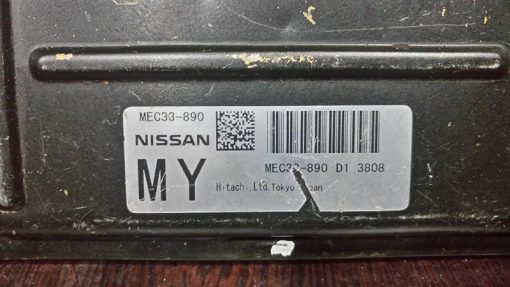 MEC33-890
NISSAN
MY
MEC33-890 D1 3808
Hitachi,Ltd.Tokyo Japan